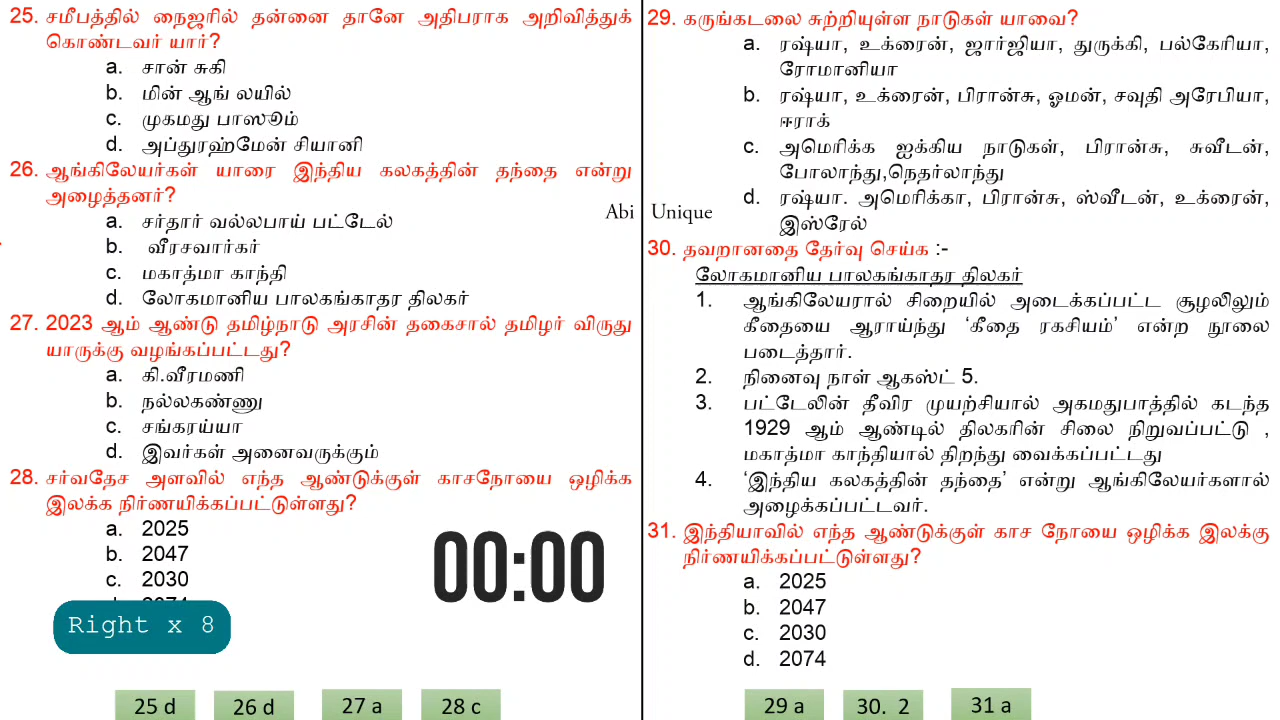 25. சமீபத்தில் நைஜரில் தன்னை தானே அதிபராக அறிவித்துக்
கொண்டவர் யார்?
a. சான் சுகி
b. மின் ஆங் லயில்
c. முகமது பாஸூம்
d. அப்துரஹ்மேன் சியானி
26. ஆங்கிலேயர்கள் யாரை இந்திய கலகத்தின் தந்தை என்று
அழைத்தனர்?
a. சர்தார் வல்லபாய் பட்டேல்
b. வீரசவார்கர்
c. மகாத்மா காந்தி
d. லோகமானிய பாலகங்காதர திலகர்
27. 2023 ஆம் ஆண்டு தமிழ்நாடு அரசின் தகைசால் தமிழர் விருது
யாருக்கு வழங்கப்பட்டது?
a. கி.வீரமணி
b. நல்லகண்ணு
c. சங்கரய்யா
d. இவர்கள் அனைவருக்கும்
28. சர்வதேச அளவில் எந்த ஆண்டுக்குள் காசநோயை ஒழிக்க
இலக்க நிர்ணயிக்கப்பட்டுள்ளது?
a. 2025
b. 2047
c. 2030
00:00
Right x 8
25 d
26 d
27 a
28 c
Abi Unique
29. கருங்கடலை சுற்றியுள்ள நாடுகள் யாவை?
a. ரஷ்யா, உக்ரைன், ஜார்ஜியா, துருக்கி, பல்கேரியா,
ரோமானியா
b. ரஷ்யா, உக்ரைன், பிரான்சு, ஓமன், சவுதி அரேபியா,
ஈராக்
c. அமெரிக்க ஐக்கிய நாடுகள், பிரான்சு, சுவீடன்,
போலாந்து,நெதர்லாந்து
d. ரஷ்யா. அமெரிக்கா, பிரான்சு, ஸ்வீடன், உக்ரைன்,
இஸ்ரேல்
30. தவறானதை தேர்வு செய்க :-
லோகமானிய பாலகங்காதர திலகர்
1. ஆங்கிலேயரால் சிறையில் அடைக்கப்பட்ட சூழலிலும்
கீதையை ஆராய்ந்து ‘கீதை ரகசியம்’ என்ற நூலை
படைத்தார்.
2. நினைவு நாள் ஆகஸ்ட் 5.
3. பட்டேலின் தீவிர முயற்சியால் அகமதுபாத்தில் கடந்த
1929 ஆம் ஆண்டில் திலகரின் சிலை நிறுவப்பட்டு ,
மகாத்மா காந்தியால் திறந்து வைக்கப்பட்டது
4. ‘இந்திய கலகத்தின் தந்தை’ என்று ஆங்கிலேயர்களால்
அழைக்கப்பட்டவர்.
31. இந்தியாவில் எந்த ஆண்டுக்குள் காச நோயை ஒழிக்க இலக்கு
நிர்ணயிக்கப்பட்டுள்ளது?
a. 2025
b. 2047
c. 2030
d. 2074
29 a
30. 2
31 a